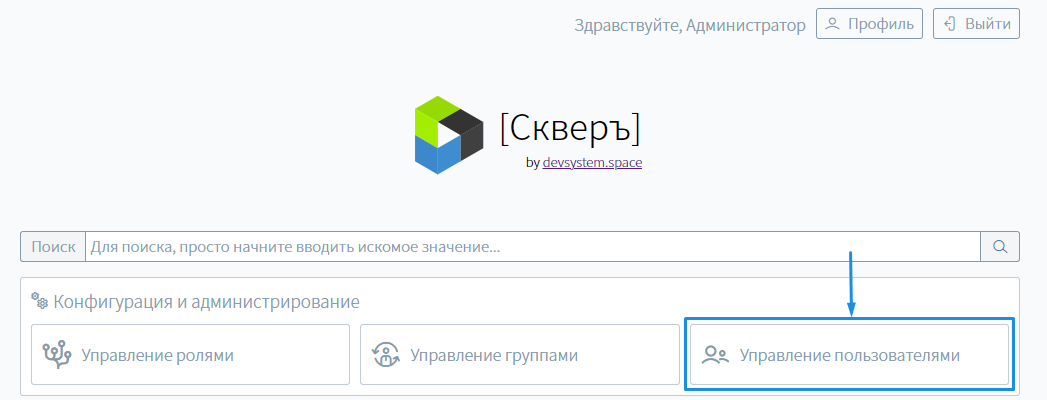 Здравствуйте, Администратор Профиль Выйти
[Скверъ]
by devsystem.space
Поиск Для поиска, просто начните вводить искомое значение...
Конфигурация и администрирование
Управление ролями Управление группами Управление пользователями